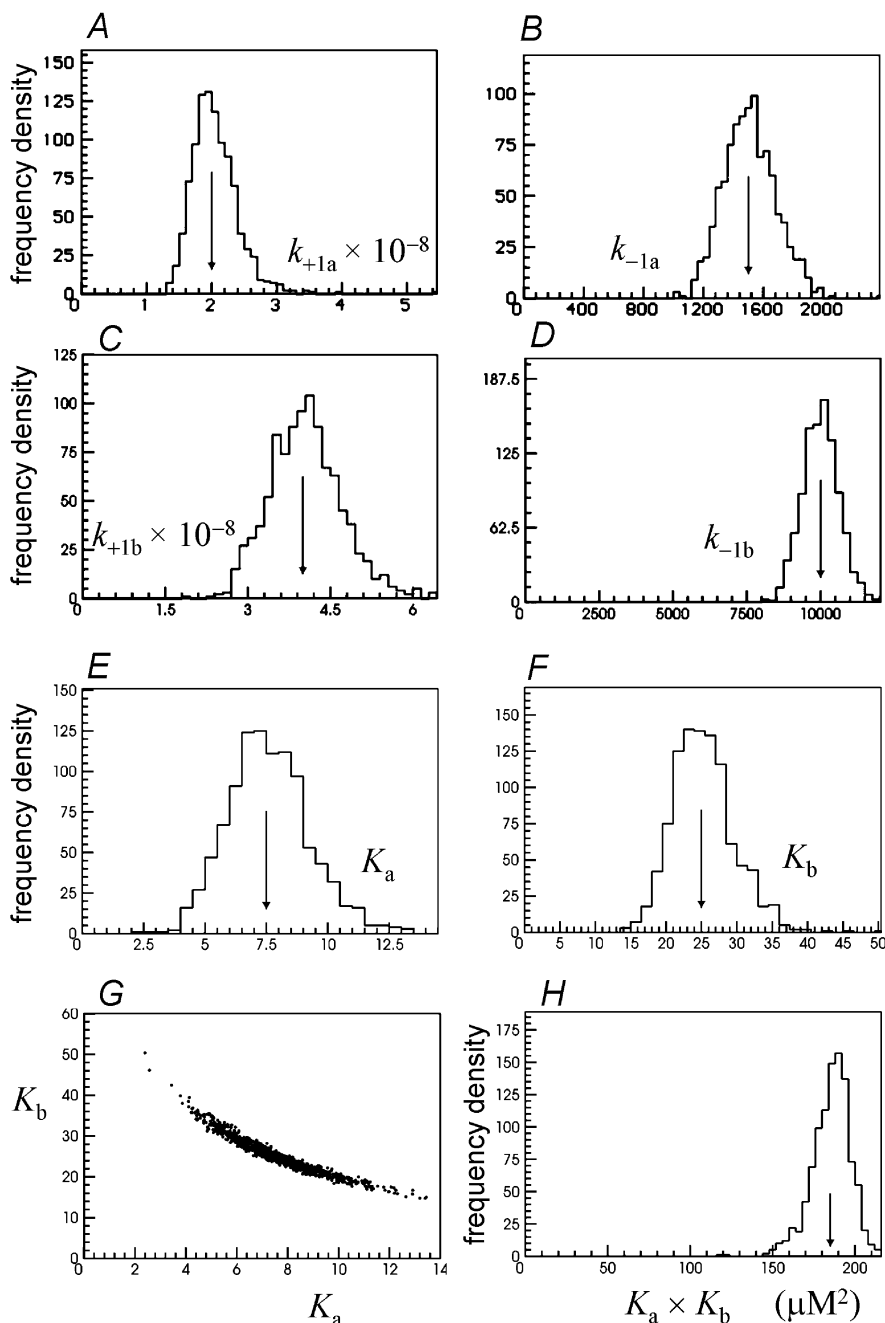 A
frequency density
150
125
100
75
50
25
0
0 1 2 3 4 5
k+1a × 10−8
B
100
75
50
25
0
0 400 800 1200 1600 2000
k−1a
C
frequency density
125
100
75
50
25
0
0 1.5 3 4.5 6
k+1b × 10−8
D
187.5
125
62.5
0
0 2500 5000 7500 10000
k−1b
E
frequency density
150
125
100
75
50
25
0
0 2.5 5 7.5 10 12.5
Ka
F
150
125
100
75
50
25
0
0 5 10 15 20 25 30 35 40 45 50
Kb
G
Kb
60
50
40
30
20
10
0
0 2 4 6 8 10 12 14
Ka
H
frequency density
175
150
125
100
75
50
25
0
0 50 100 150 200
Ka × Kb (μM2)